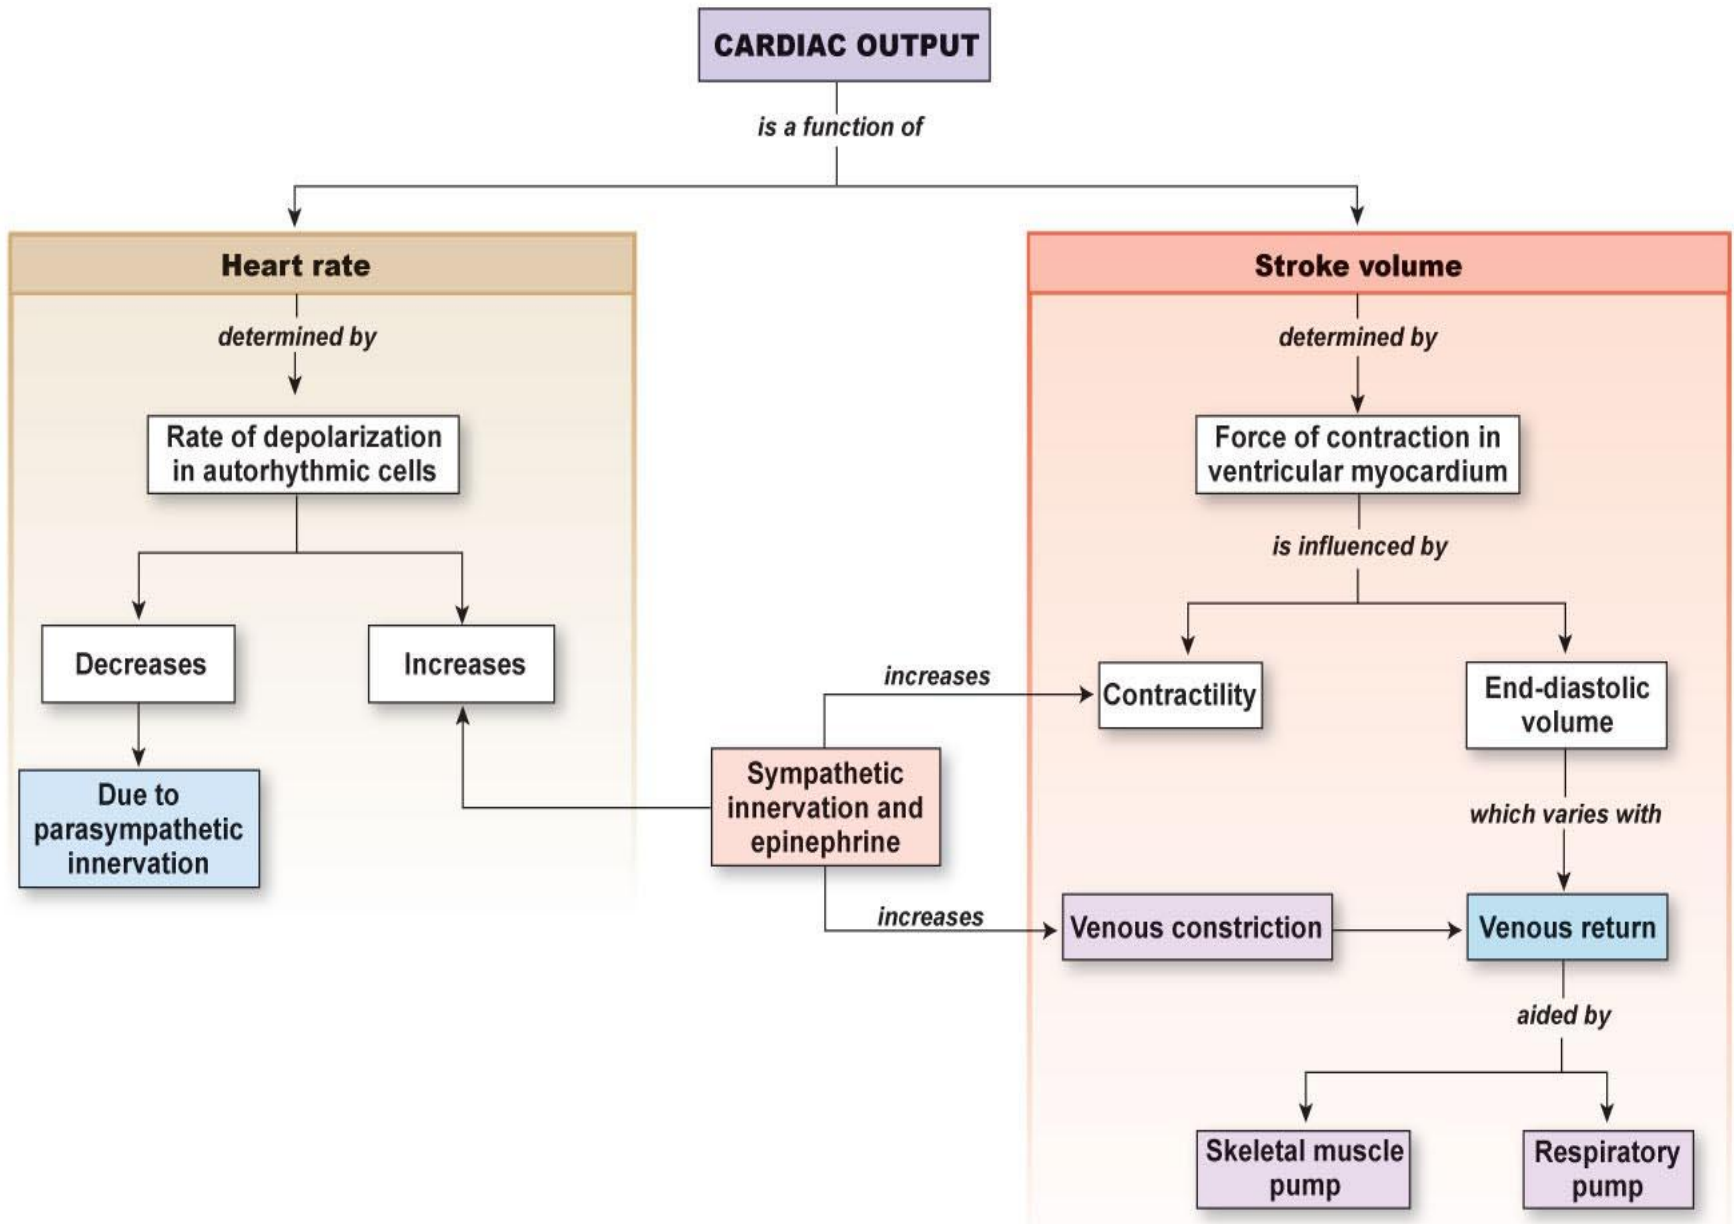 CARDIAC OUTPUT
is a function of
Heart rate
determined by
Rate of depolarization
in autorhythmic cells
Decreases
Increases
Due to
parasympathetic
innervation
Sympathetic
innervation and
epinephrine
increases
increases
Stroke volume
determined by
Force of contraction in
ventricular myocardium
is influenced by
Contractility
End-diastolic
volume
which varies with
Venous constriction
Venous return
aided by
Skeletal muscle
pump
Respiratory
pump